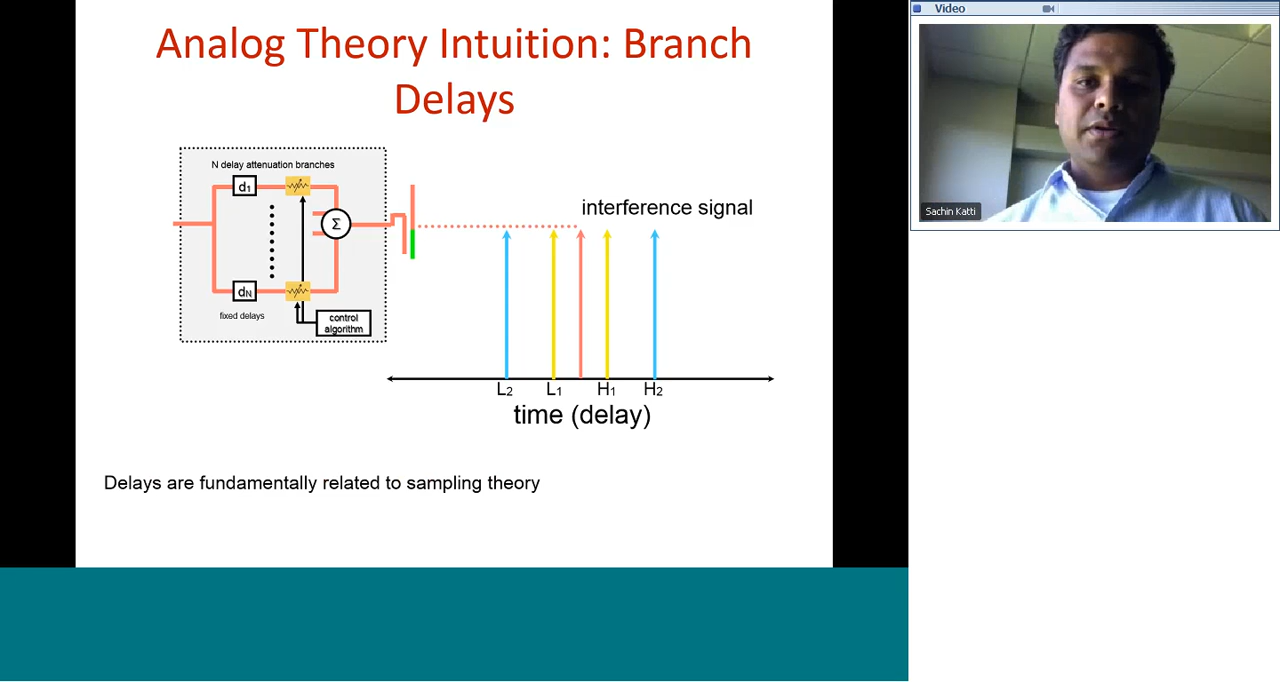 Analog Theory Intuition: Branch
Delays
N delay attenuation branches
d1
Σ
dN
fixed delays
control
algorithm
interference signal
L2
L1
H1
H2
time (delay)
Delays are fundamentally related to sampling theory
Video
Sachin Katti